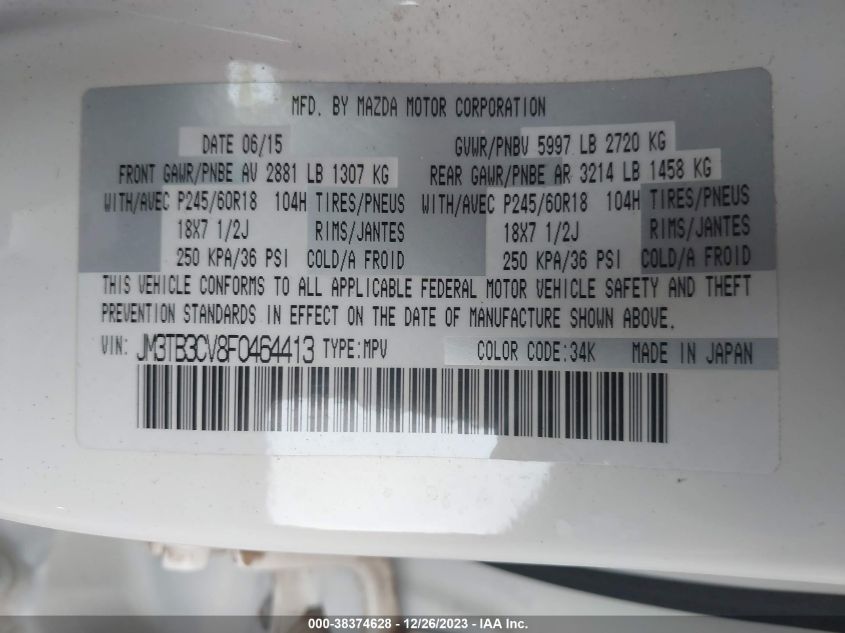 MFD. BY MAZDA MOTOR CORPORATION
DATE 06/15 GVWR/PNBV 5997 LB 2720 KG
FRONT GAWR/PNBE AV 2881 LB 1307 KG REAR GAWR/PNBE AR 3214 LB 1458 KG
WITH/AVEC P245/60R18 104H TIRES/PNEUS WITH/AVEC P245/60R18 104H TIRES/PNEUS
18X7 1/2J RIMS/JANTES 18X7 1/2J RIMS/JANTES
250 KPA/36 PSI COLD/A FROID 250 KPA/36 PSI COLD/A FROID
THIS VEHICLE CONFORMS TO ALL APPLICABLE FEDERAL MOTOR VEHICLE SAFETY AND THEFT
PREVENTION STANDARDS IN EFFECT ON THE DATE OF MANUFACTURE SHOWN ABOVE.
VIN: JM3TB3CV8F0464413 TYPE:MPV COLOR CODE:34K MADE IN JAPAN
000-38374628 - 12/26/2023 - IAA Inc.